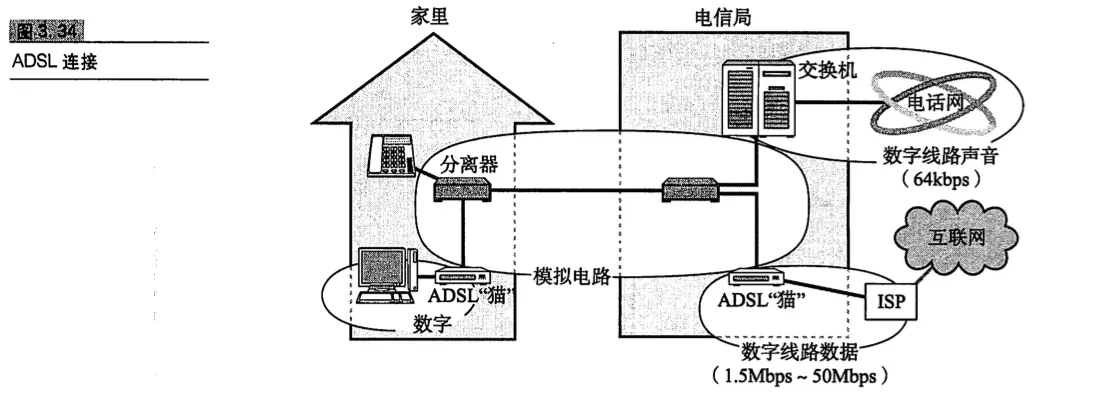 图 3.34
ADSL 连接
家里
电信局
交换机
电话网
数字线路声音
（64kbps）
分离器
互联网
模拟电路
ADSL“猫”
数字
ADSL“猫”
ISP
数字线路数据
（1.5Mbps ~ 50Mbps）